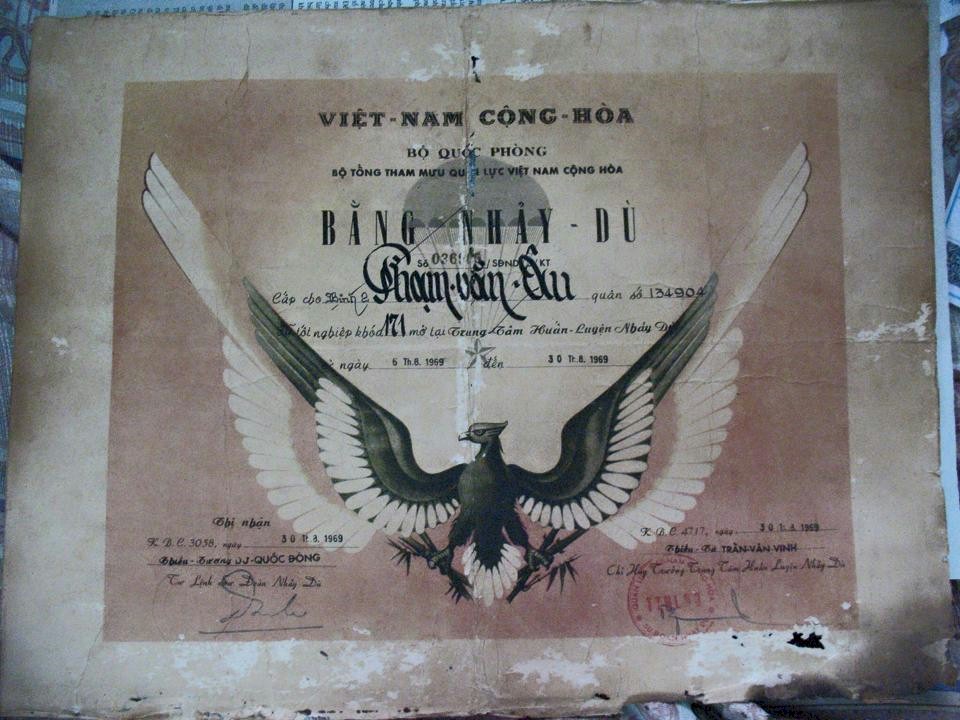 VIỆT-NAM CỘNG-HÒA
BỘ QUỐC PHÒNG
BỘ TỔNG THAM MƯU QUÂN LỰC VIỆT NAM CỘNG HÒA
BẰNG NHẢY-DÙ
Số /SĐND/ KT
Cấp cho Binh 2 Phạm-văn-Âu quân số 134904
tốt nghiệp khóa 171 mở tại Trung-Tâm Huấn-Luyện Nhảy Dù
ngày 6 Th.8. 1969 đến 30 Th.8. 1969
Thị nhận
K.B.C. 3058, ngày 30 Th.8. 1969
Thiếu-Tướng DƯ-QUỐC ĐỐNG
Tư Lịnh Sư Đoàn Nhảy Dù
K.B.C. 4717, ngày 30 Th.8. 1969
Thiếu-Tá TRẦN-VĂN VINH
Chỉ Huy Trưởng Trung Tâm Huấn Luyện Nhảy Dù